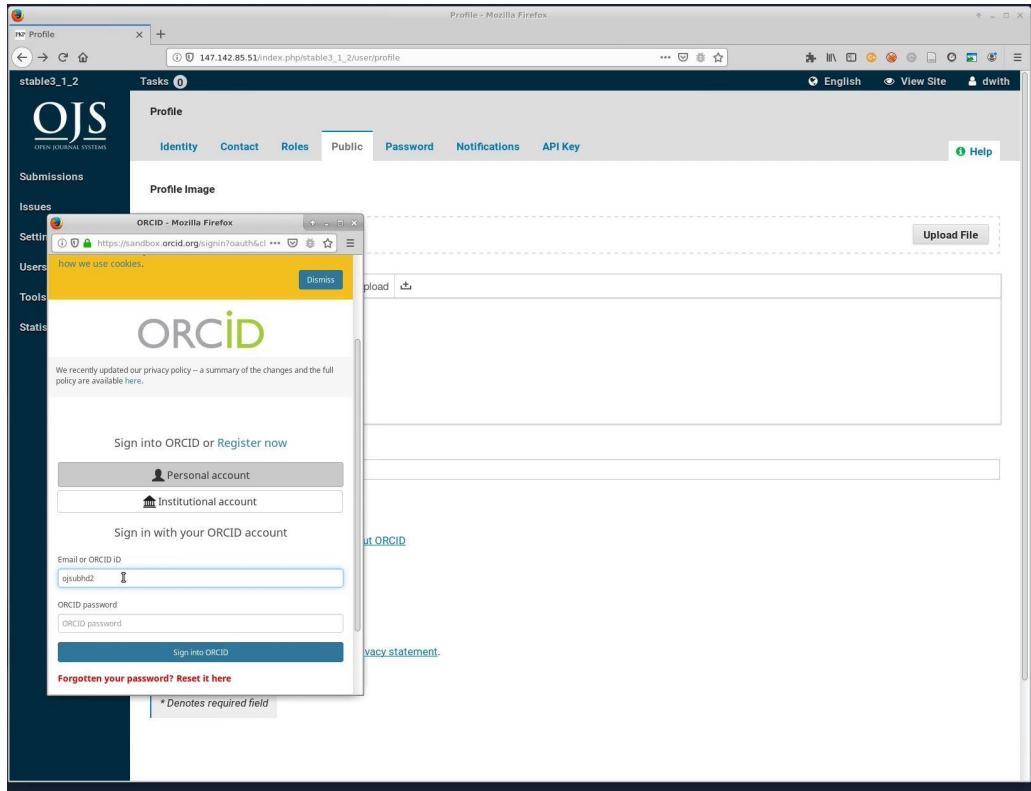 Profile - Mozilla Firefox
PKP Profile
147.142.85.51/index.php/stable3_1_2/user/profile
stable3_1_2 Tasks 0 English View Site dwith
OJS
OPEN JOURNAL SYSTEMS
Profile
Identity Contact Roles Public Password Notifications API Key
Help
Submissions
Profile Image
Issues
ORCID - Mozilla Firefox
https://sandbox.orcid.org/signin?oauth&cl
Upload File
how we use cookies.
Dismiss
Users
Tools
ORCiD
We recently updated our privacy policy -- a summary of the changes and the full
policy are available here.
Sign into ORCID or Register now
Personal account
Institutional account
Sign in with your ORCID account
ut ORCID
Email or ORCID iD
ojsubhd2
ORCID password
ORCID password
Sign into ORCID
vacy statement.
Forgotten your password? Reset it here
* Denotes required field